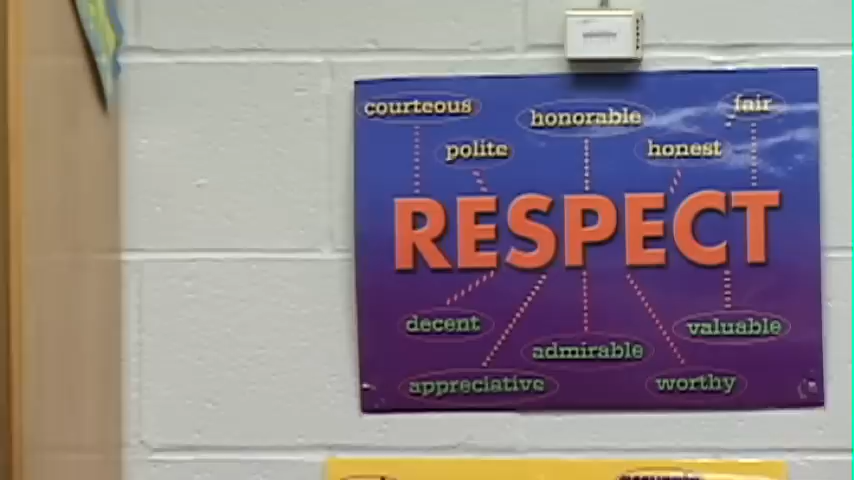 courteous
honorable
fair
polite
honest
RESPECT
decent
valuable
admirable
appreciative
worthy